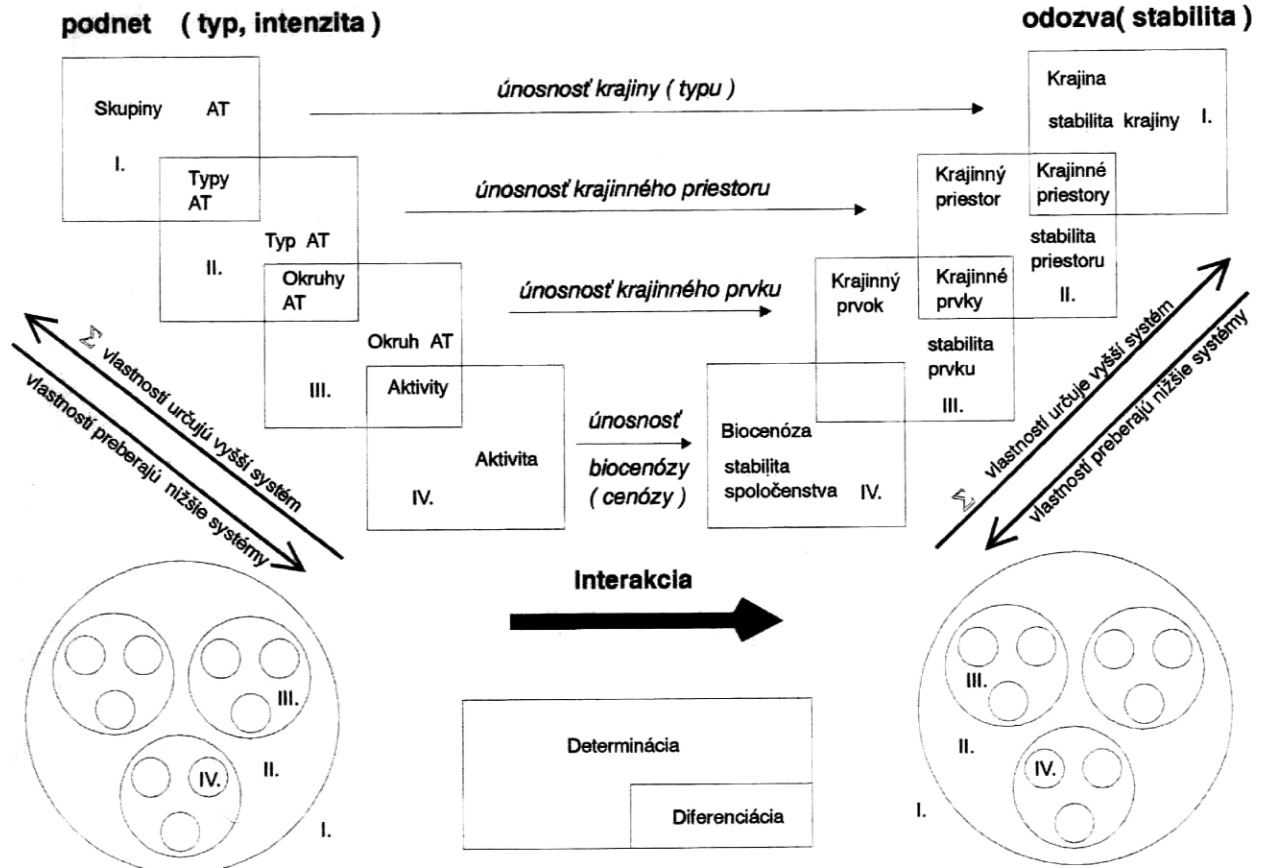 podnet ( typ, intenzita )
odozva( stabilita )
Skupiny AT
I.
únosnosť krajiny ( typu )
Krajina
stabilita krajiny I.
Typy
AT
únosnosť krajinného priestoru
Krajinný
priestor
Krajinné
priestory
Typ AT
II.
stabilita
priestoru
II.
Okruhy
AT
únosnosť krajinného prvku
Krajinný
prvok
Krajinné
prvky
Okruh AT
III.
stabilita
prvku
III.
Aktivity
Aktivita
IV.
únosnosť
biocenózy
( cenózy )
Biocenóza
stabilita
spoločenstva IV.
∑ vlastností určujú vyšší systém
vlastností preberajú nižšie systémy
∑ vlastností určuje vyšší systém
vlastností preberajú nižšie systémy
Interakcia
III.
IV.
II.
I.
Determinácia
Diferenciácia
III.
II.
IV.
I.